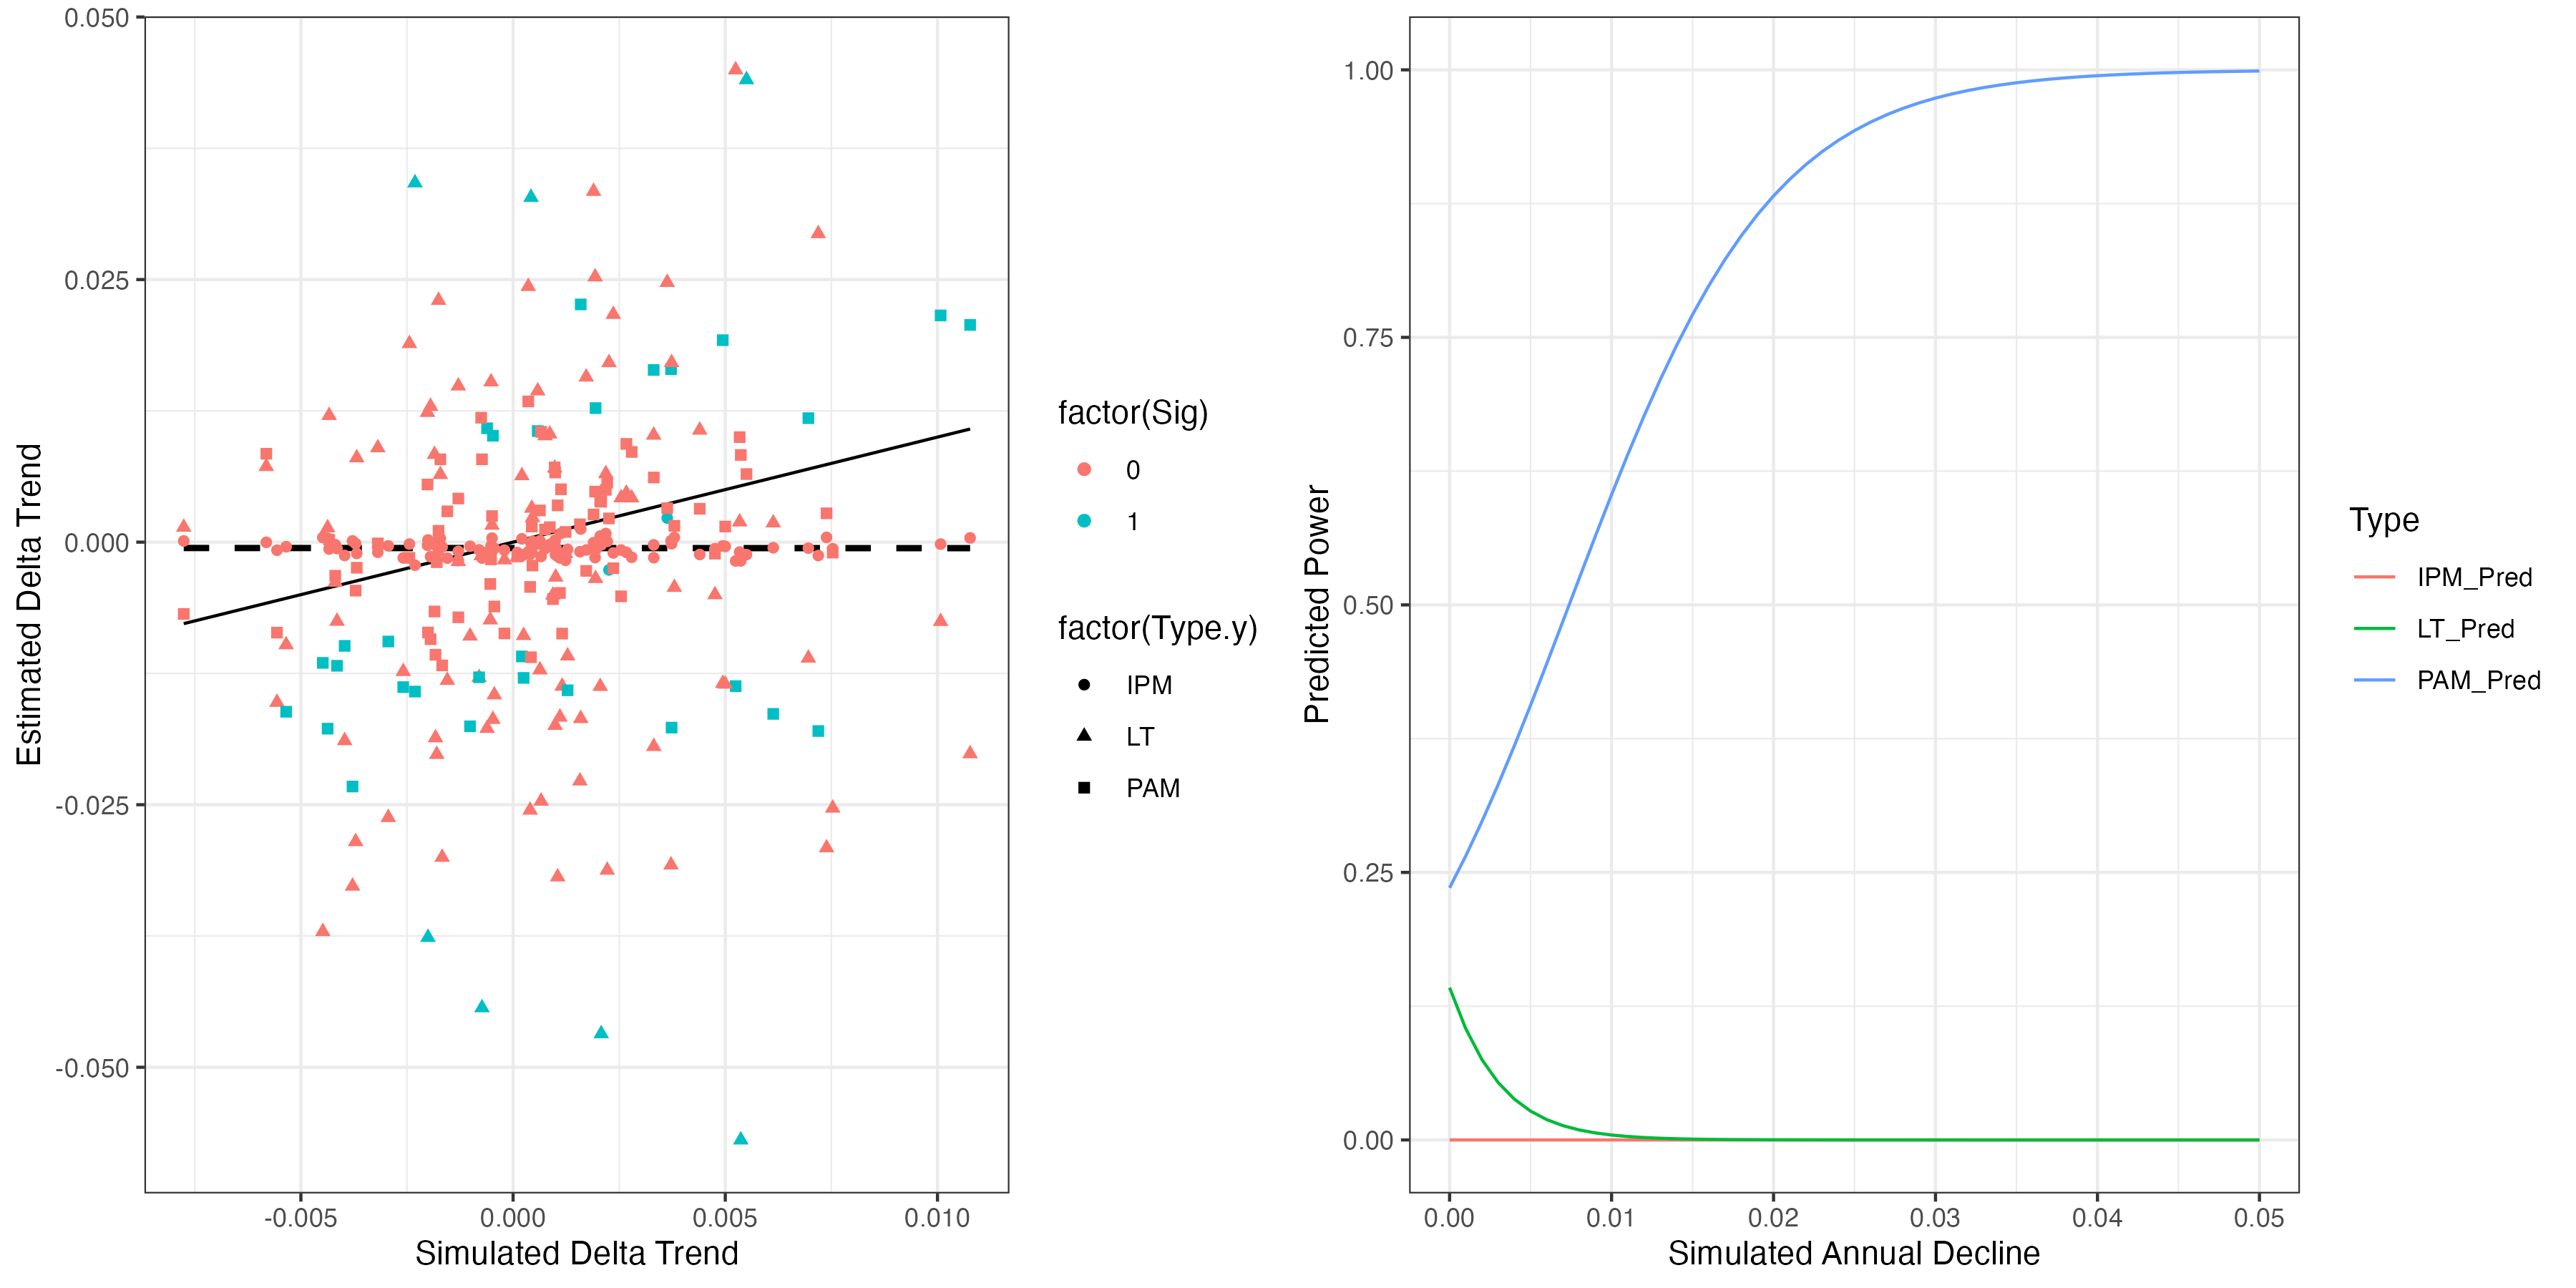 0.050
0.025
0.000
-0.025
-0.050
Estimated Delta Trend
-0.005
0.000
0.005
0.010
Simulated Delta Trend
factor(Sig)
0
1
factor(Type.y)
IPM
LT
PAM
1.00
0.75
0.50
0.25
0.00
Predicted Power
0.00
0.01
0.02
0.03
0.04
0.05
Simulated Annual Decline
Type
IPM_Pred
LT_Pred
PAM_Pred